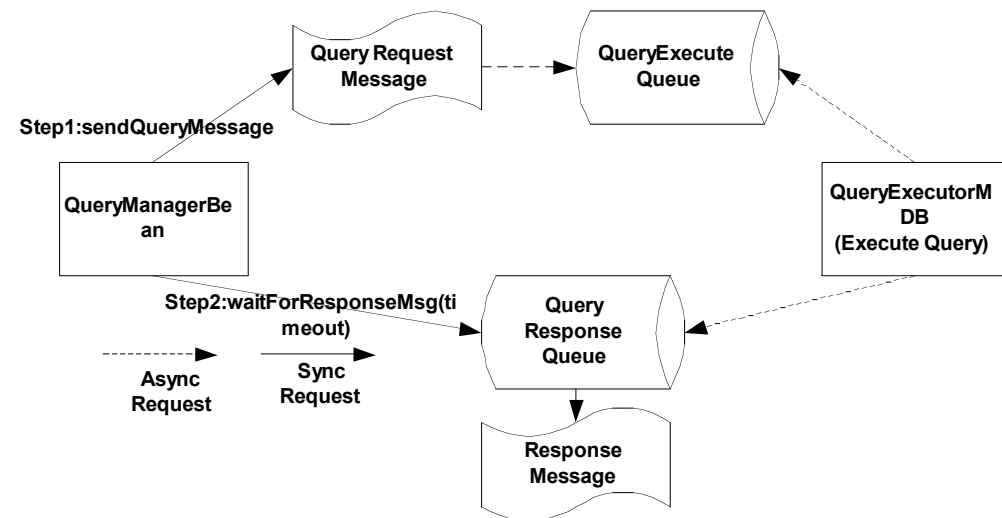 Query Request
Message
QueryExecute
Queue
Step1:sendQueryMessage
QueryManagerBe
an
QueryExecutorM
DB
(Execute Query)
Step2:waitForResponseMsg(ti
meout)
Query
Response
Queue
Async
Request
Sync
Request
Response
Message